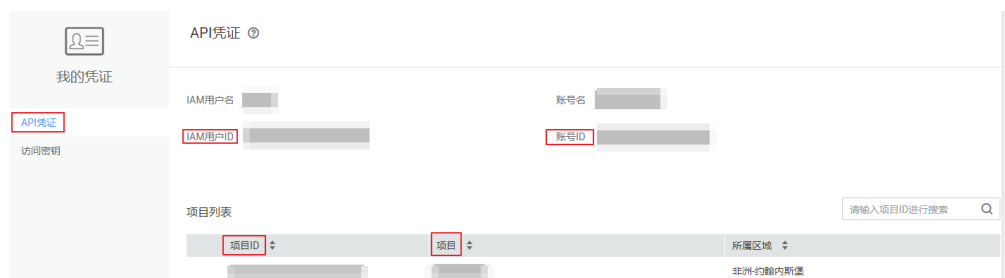 API凭证
我的凭证
IAM用户名
账号名
API凭证
IAM用户ID
账号ID
访问密钥
项目列表
请输入项目ID进行搜索
项目ID
项目
所属区域
非洲-约翰内斯堡